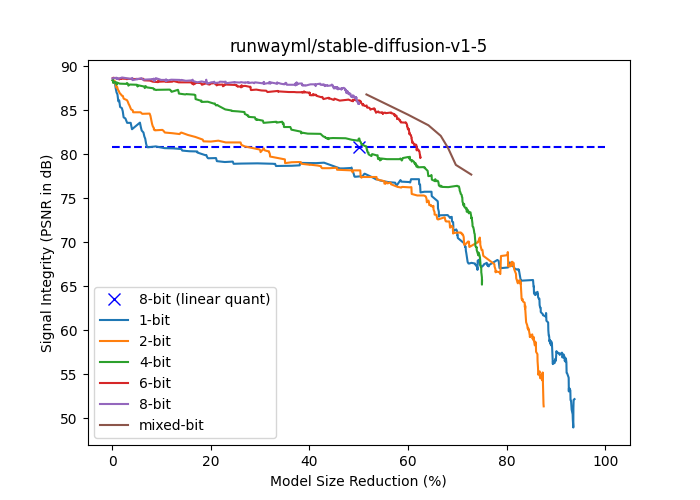 runwayml/stable-diffusion-v1-5
Signal Integrity (PSNR in dB)
90
85
80
75
70
65
60
55
50
8-bit (linear quant)
1-bit
2-bit
4-bit
6-bit
8-bit
mixed-bit
0 20 40 60 80 100
Model Size Reduction (%)